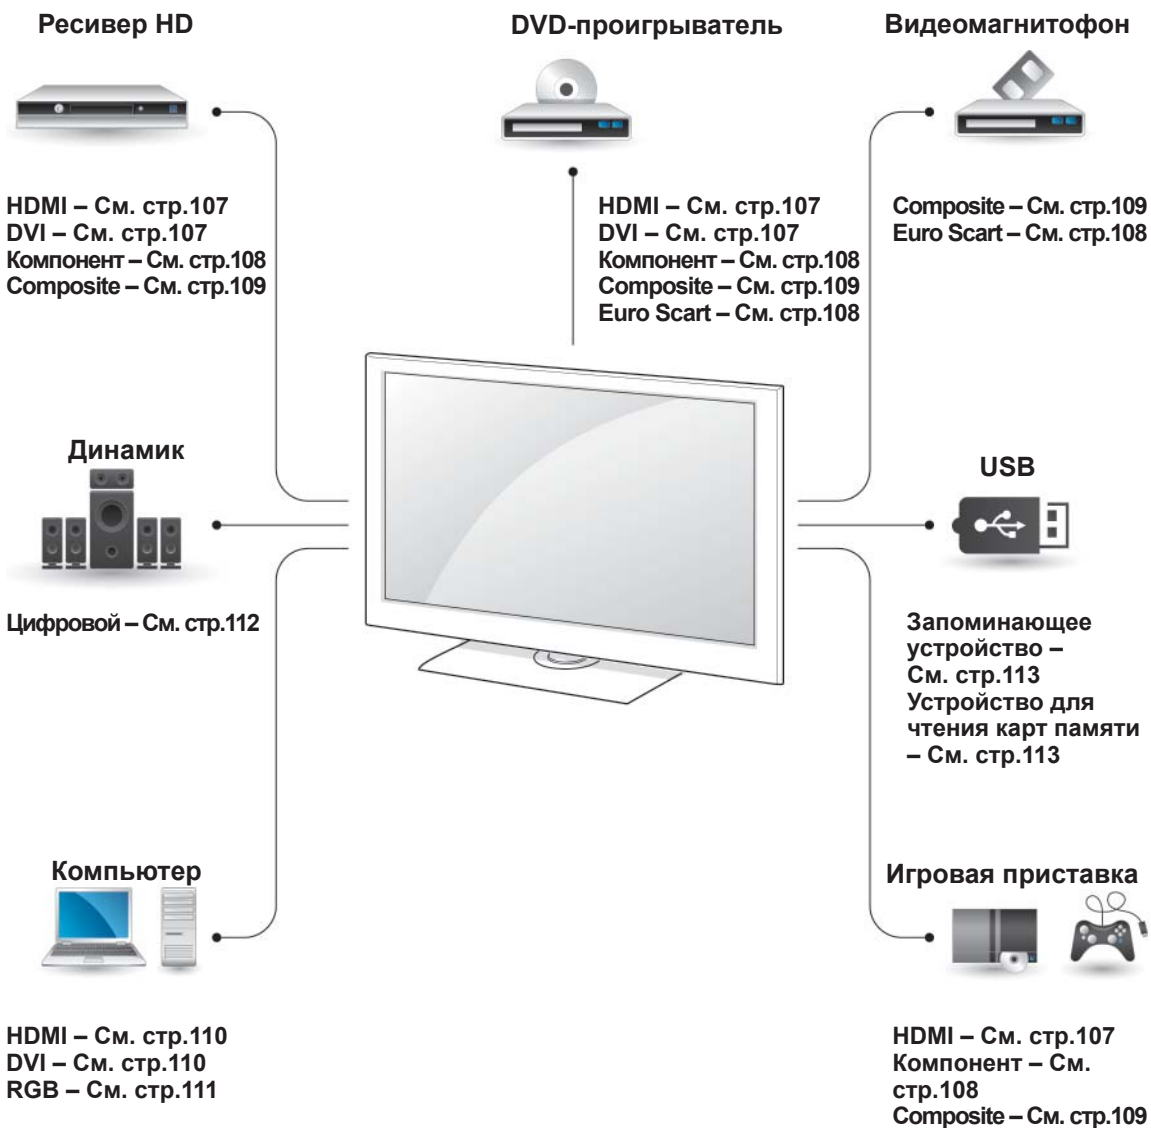 Ресивер HD
HDMI – См. стр.107
DVI – См. стр.107
Компонент – См. стр.108
Composite – См. стр.109
DVD-проигрыватель
HDMI – См. стр.107
DVI – См. стр.107
Компонент – См. стр.108
Composite – См. стр.109
Euro Scart – См. стр.108
Видеомагнитофон
Composite – См. стр.109
Euro Scart – См. стр.108
Динамик
Цифровой – См. стр.112
USB
Запоминающее
устройство –
См. стр.113
Устройство для
чтения карт памяти
– См. стр.113
Компьютер
HDMI – См. стр.110
DVI – См. стр.110
RGB – См. стр.111
Игровая приставка
HDMI – См. стр.107
Компонент – См.
стр.108
Composite – См. стр.109